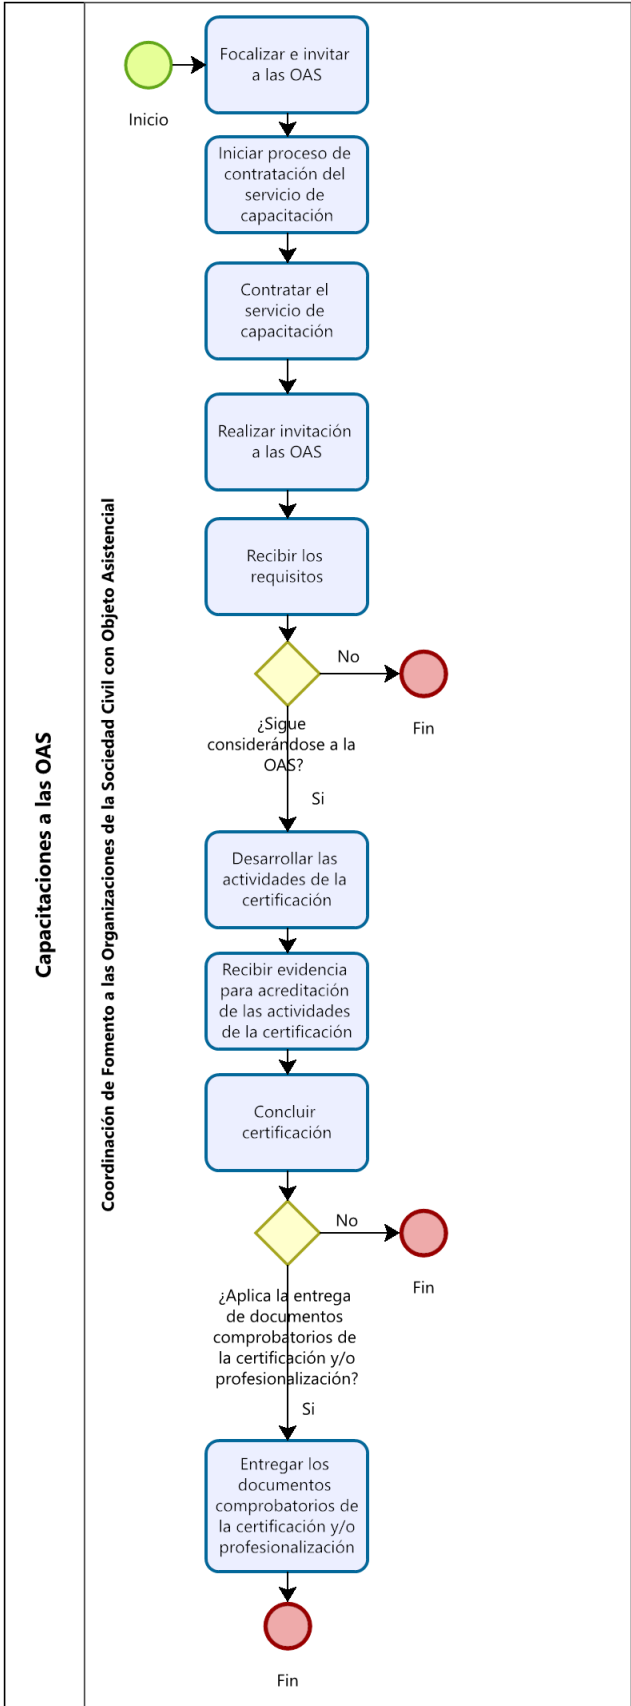 Capacitaciones a las OAS
Coordinación de Fomento a las Organizaciones de la Sociedad Civil con Objeto Asistencial
Inicio
Focalizar e invitar
a las OAS
Iniciar proceso de
contratación del
servicio de
capacitación
Contratar el
servicio de
capacitación
Realizar invitación
a las OAS
Recibir los
requisitos
No
Fin
¿Sigue
considerándose a la
OAS?
Si
Desarrollar las
actividades de la
certificación
Recibir evidencia
para acreditación
de las actividades
de la certificación
Concluir
certificación
No
Fin
¿Aplica la entrega
de documentos
comprobatorios de
la certificación y/o
profesionalización?
Si
Entregar los
documentos
comprobatorios de
la certificación y/o
profesionalización
Fin